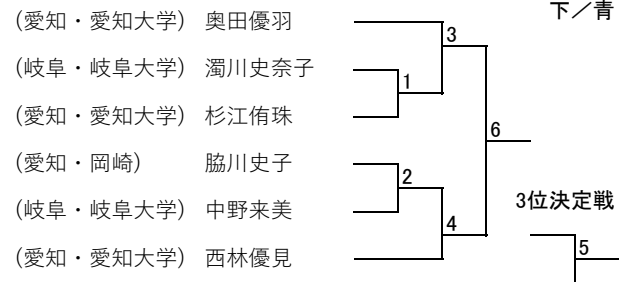 下／青
(愛知・愛知大学) 奥田優羽
3
(岐阜・岐阜大学) 濁川史奈子
1
(愛知・愛知大学) 杉江侑珠
6
(愛知・岡崎) 脇川史子
2
3位決定戦
(岐阜・岐阜大学) 中野来美
4
5
(愛知・愛知大学) 西林優見